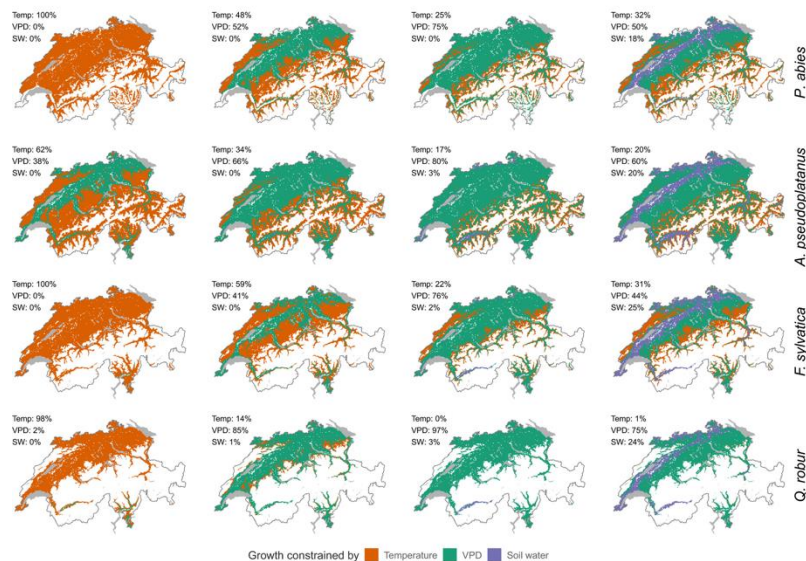 Temp: 100%
VPD: 0%
SW: 0%
Temp: 48%
VPD: 52%
SW: 0%
Temp: 25%
VPD: 75%
SW: 0%
Temp: 32%
VPD: 50%
SW: 18%
P. abies
Temp: 62%
VPD: 38%
SW: 0%
Temp: 34%
VPD: 66%
SW: 0%
Temp: 17%
VPD: 80%
SW: 3%
Temp: 20%
VPD: 60%
SW: 20%
A. pseudoplatanus
Temp: 100%
VPD: 0%
SW: 0%
Temp: 59%
VPD: 41%
SW: 0%
Temp: 22%
VPD: 76%
SW: 2%
Temp: 31%
VPD: 44%
SW: 25%
F. sylvatica
Temp: 98%
VPD: 2%
SW: 0%
Temp: 14%
VPD: 85%
SW: 1%
Temp: 0%
VPD: 97%
SW: 3%
Temp: 1%
VPD: 75%
SW: 24%
Q. robur
Growth constrained by Temperature VPD Soil water